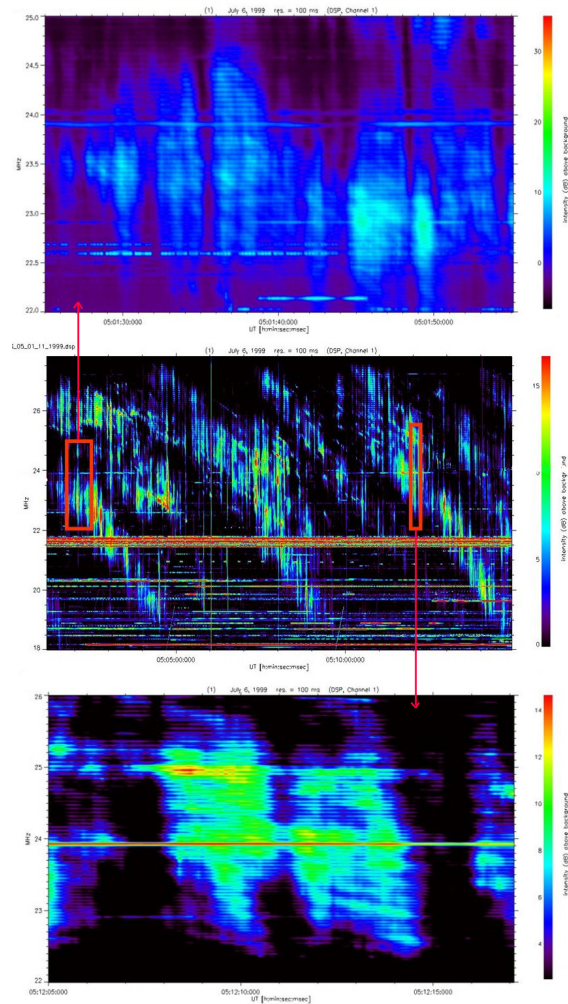 (1) July 6, 1999 res. = 100 ms (DSP, Channel 1)
25.0
24.5
24.0
23.5
23.0
22.5
22.0
MHz
05:01:30:000 05:01:40:000 05:01:50:000
UT [h:min:sec:msec]
30
20
10
0
Intensity (dB) above background
_05_01_11_1999.dsp
(1) July 6, 1999 res. = 100 ms (DSP, Channel 1)
26
24
22
20
18
MHz
05:05:00:000 05:10:00:000
UT [h:min:sec:msec]
15
5
0
Intensity (dB) above background
(1) July 6, 1999 res. = 100 ms (DSP, Channel 1)
26
25
24
23
22
MHz
05:12:05:000 05:12:10:000 05:12:15:000
UT [h:min:sec:msec]
14
12
10
8
6
4
Intensity (dB) above background